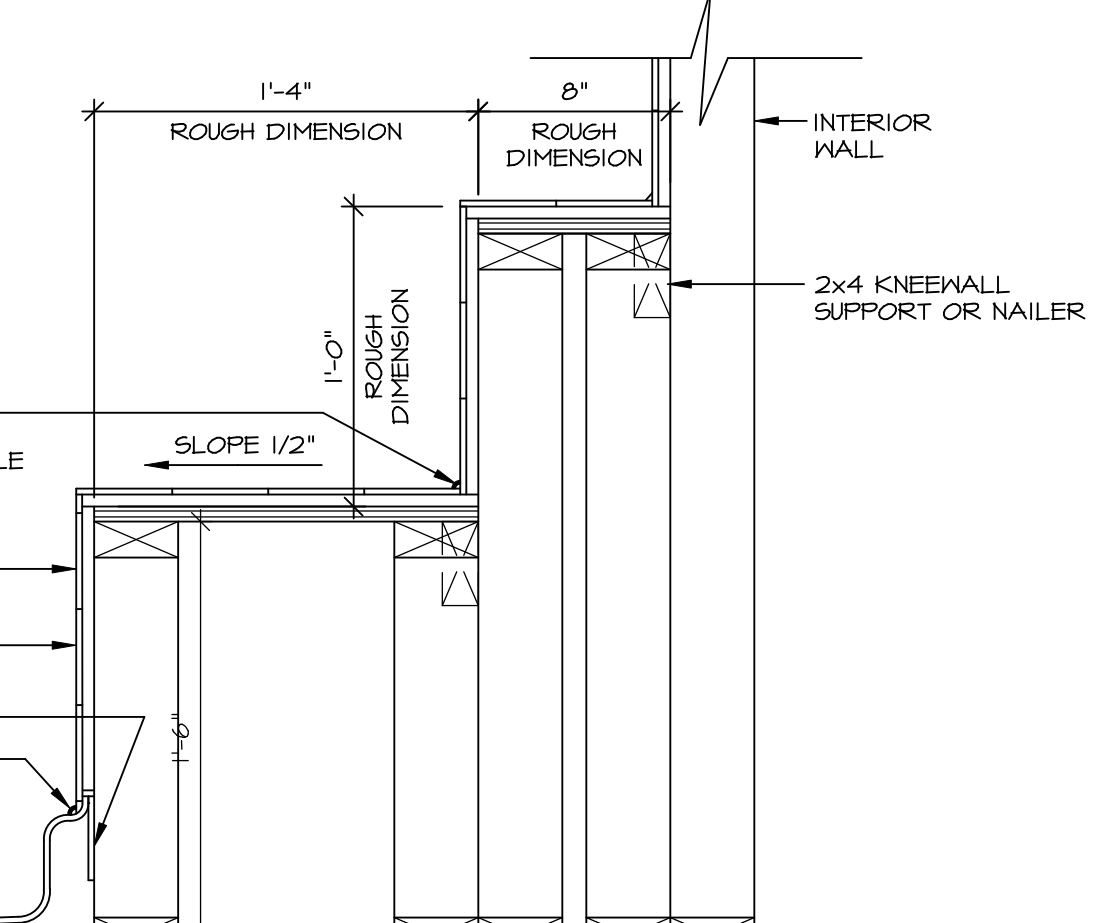 1'-4" 8"
ROUGH DIMENSION ROUGH
DIMENSION
INTERIOR
WALL
2x4 KNEEWALL
SUPPORT OR NAILER
1'-0"
ROUGH
DIMENSION
SLOPE 1/2"
LE
1'-6"